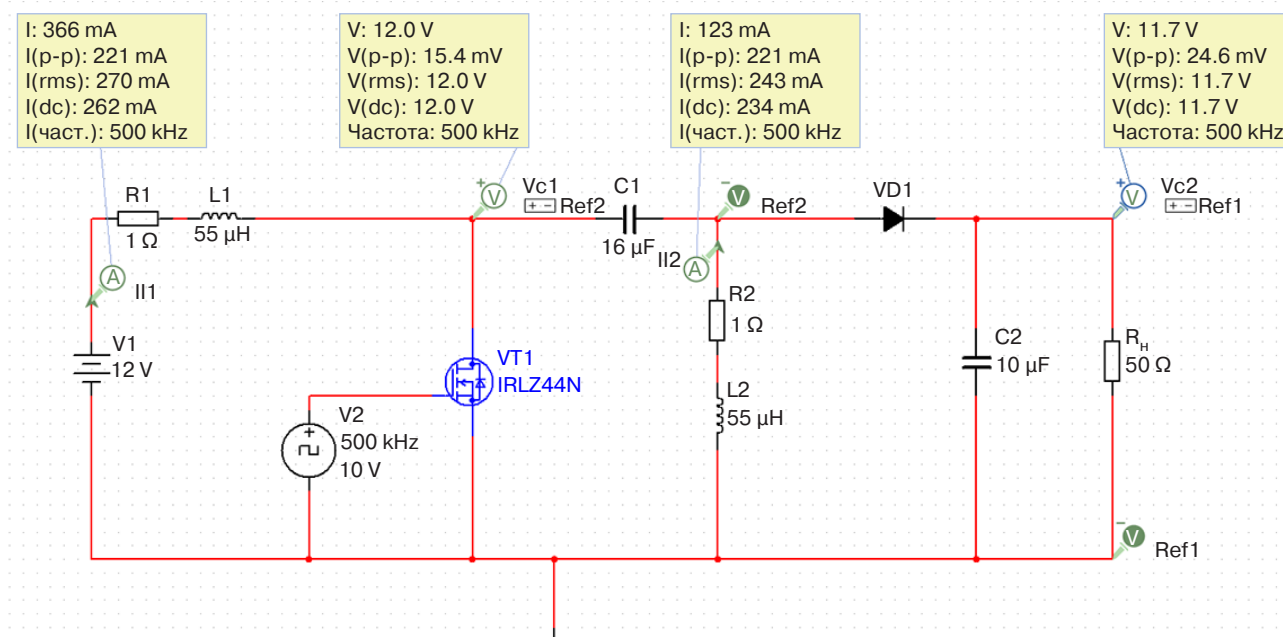 I: 366 mA
I(p-p): 221 mA
I(rms): 270 mA
I(dc): 262 mA
I(част.): 500 kHz
V: 12.0 V
V(p-p): 15.4 mV
V(rms): 12.0 V
V(dc): 12.0 V
Частота: 500 kHz
I: 123 mA
I(p-p): 221 mA
I(rms): 243 mA
I(dc): 234 mA
I(част.): 500 kHz
V: 11.7 V
V(p-p): 24.6 mV
V(rms): 11.7 V
V(dc): 11.7 V
Частота: 500 kHz
R1
1 Ω
L1
55 µH
+
V
Vc1
+ -
Ref2
C1
16 µF
-
V
Ref2
VD1
+
V
Vc2
+ -
Ref1
A
II1
A
II2
R2
1 Ω
V1
12 V
VT1
IRLZ44N
C2
10 µF
Rн
50 Ω
L2
55 µH
V2
500 kHz
10 V
+
-
V
Ref1